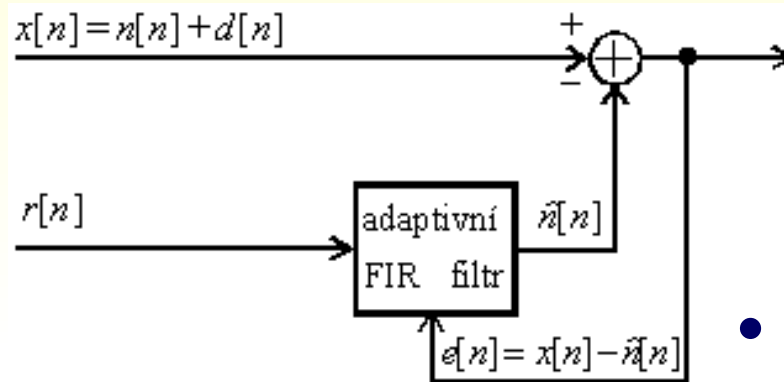 x[n]=n[n]+d[n]
+
−
r[n]
adaptivní
FIR filtr
n̂[n]
e[n]=x[n]−n̂[n]